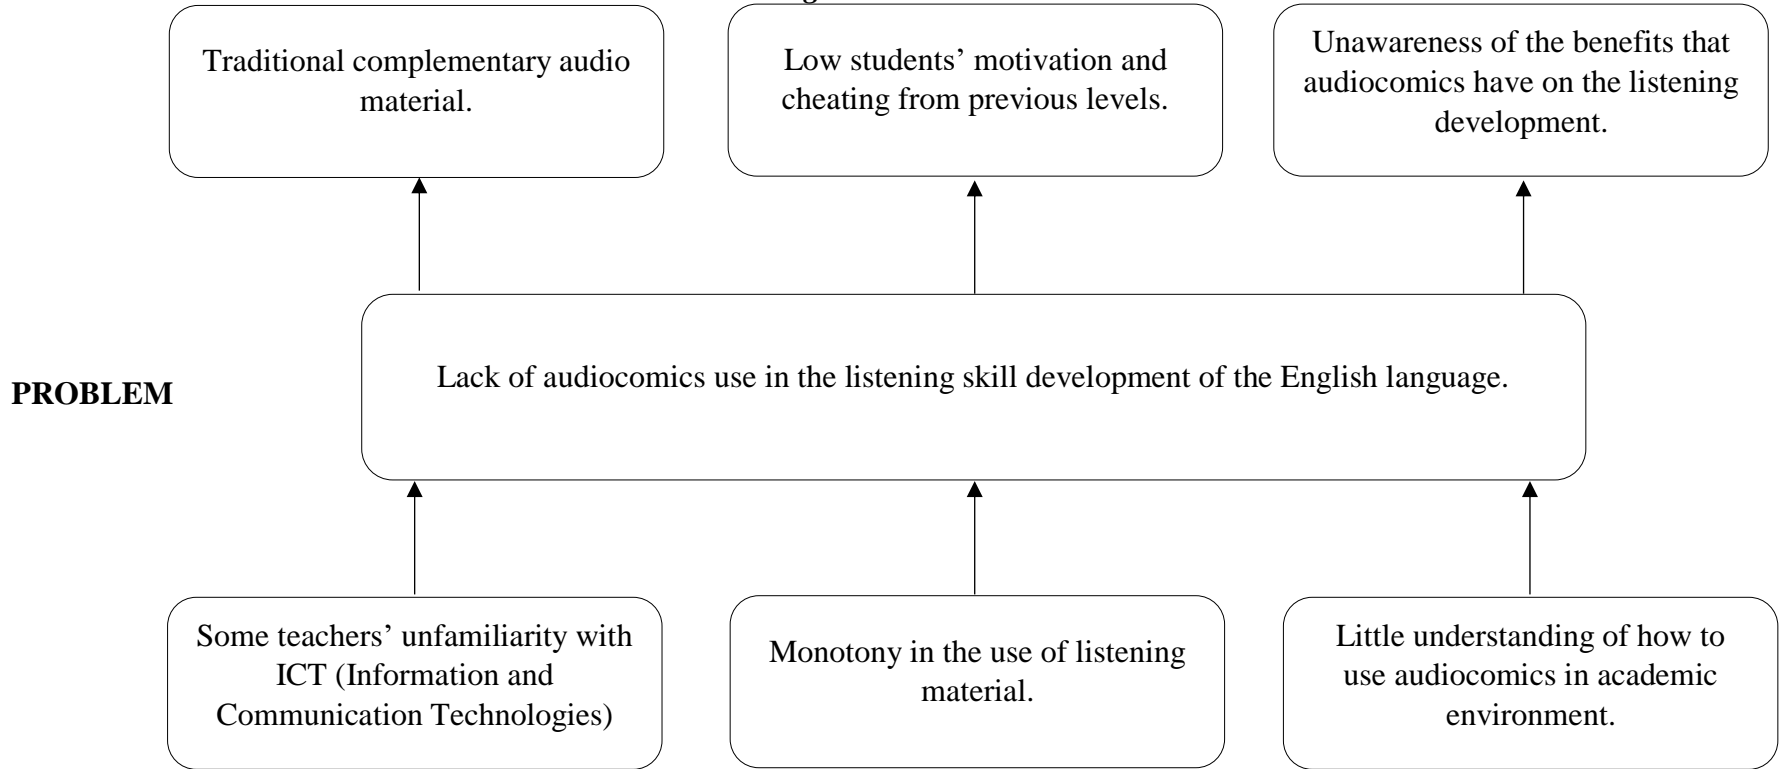 Traditional complementary audio
material.
Low students’ motivation and
cheating from previous levels.
Unawareness of the benefits that
audiocomics have on the listening
development.
PROBLEM
Lack of audiocomics use in the listening skill development of the English language.
Some teachers’ unfamiliarity with
ICT (Information and
Communication Technologies)
Monotony in the use of listening
material.
Little understanding of how to
use audiocomics in academic
environment.